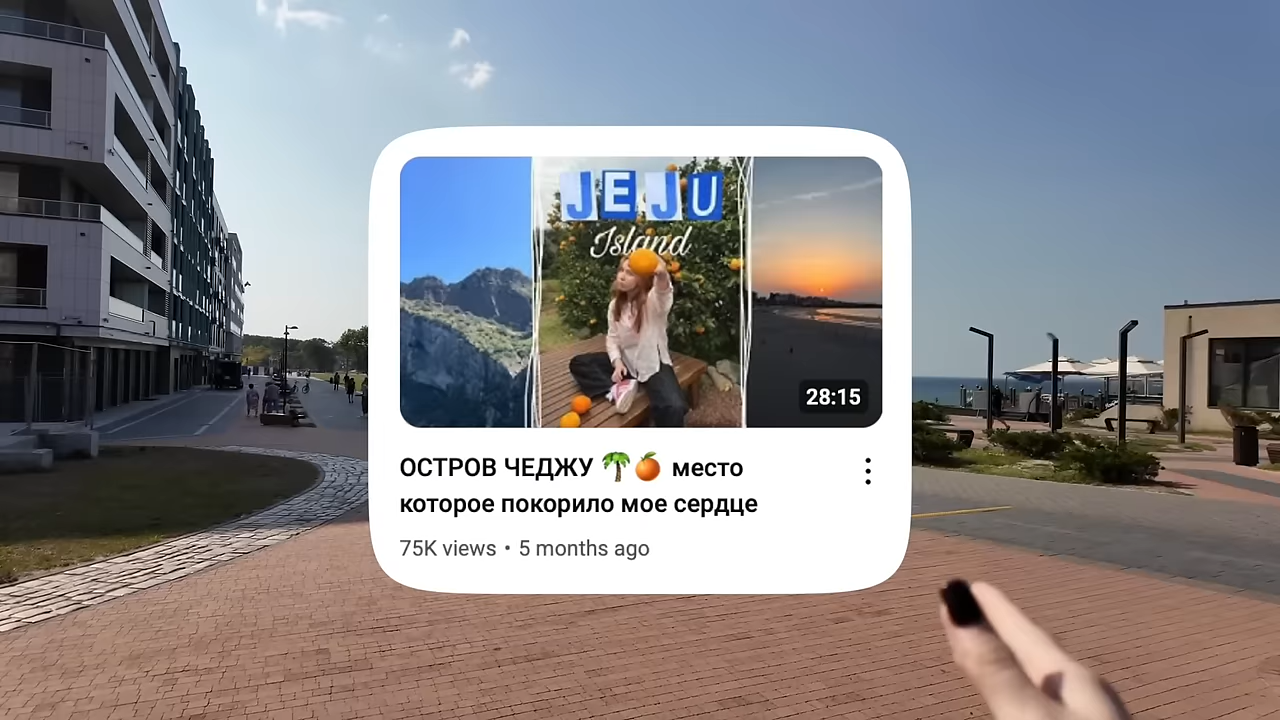 JEJU
Island
28:15
ОСТРОВ ЧЕДЖУ 🌴🍊 место
которое покорило мое сердце
75K views • 5 months ago